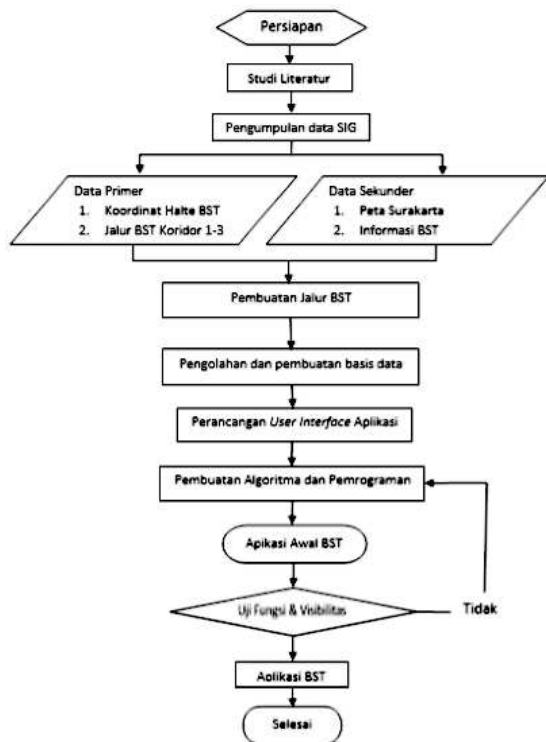 Persiapan
Studi Literatur
Pengumpulan data SIG
Data Primer
1. Koordinat Halte BST
2. Jalur BST Koridor 1-3
Data Sekunder
1. Peta Surakarta
2. Informasi BST
Pembuatan Jalur BST
Pengolahan dan pembuatan basis data
Perancangan User Interface Aplikasi
Pembuatan Algoritma dan Pemrograman
Apikasi Awal BST
Uji Fungsi & Visibilitas
Tidak
Aplikasi BST
Selesai